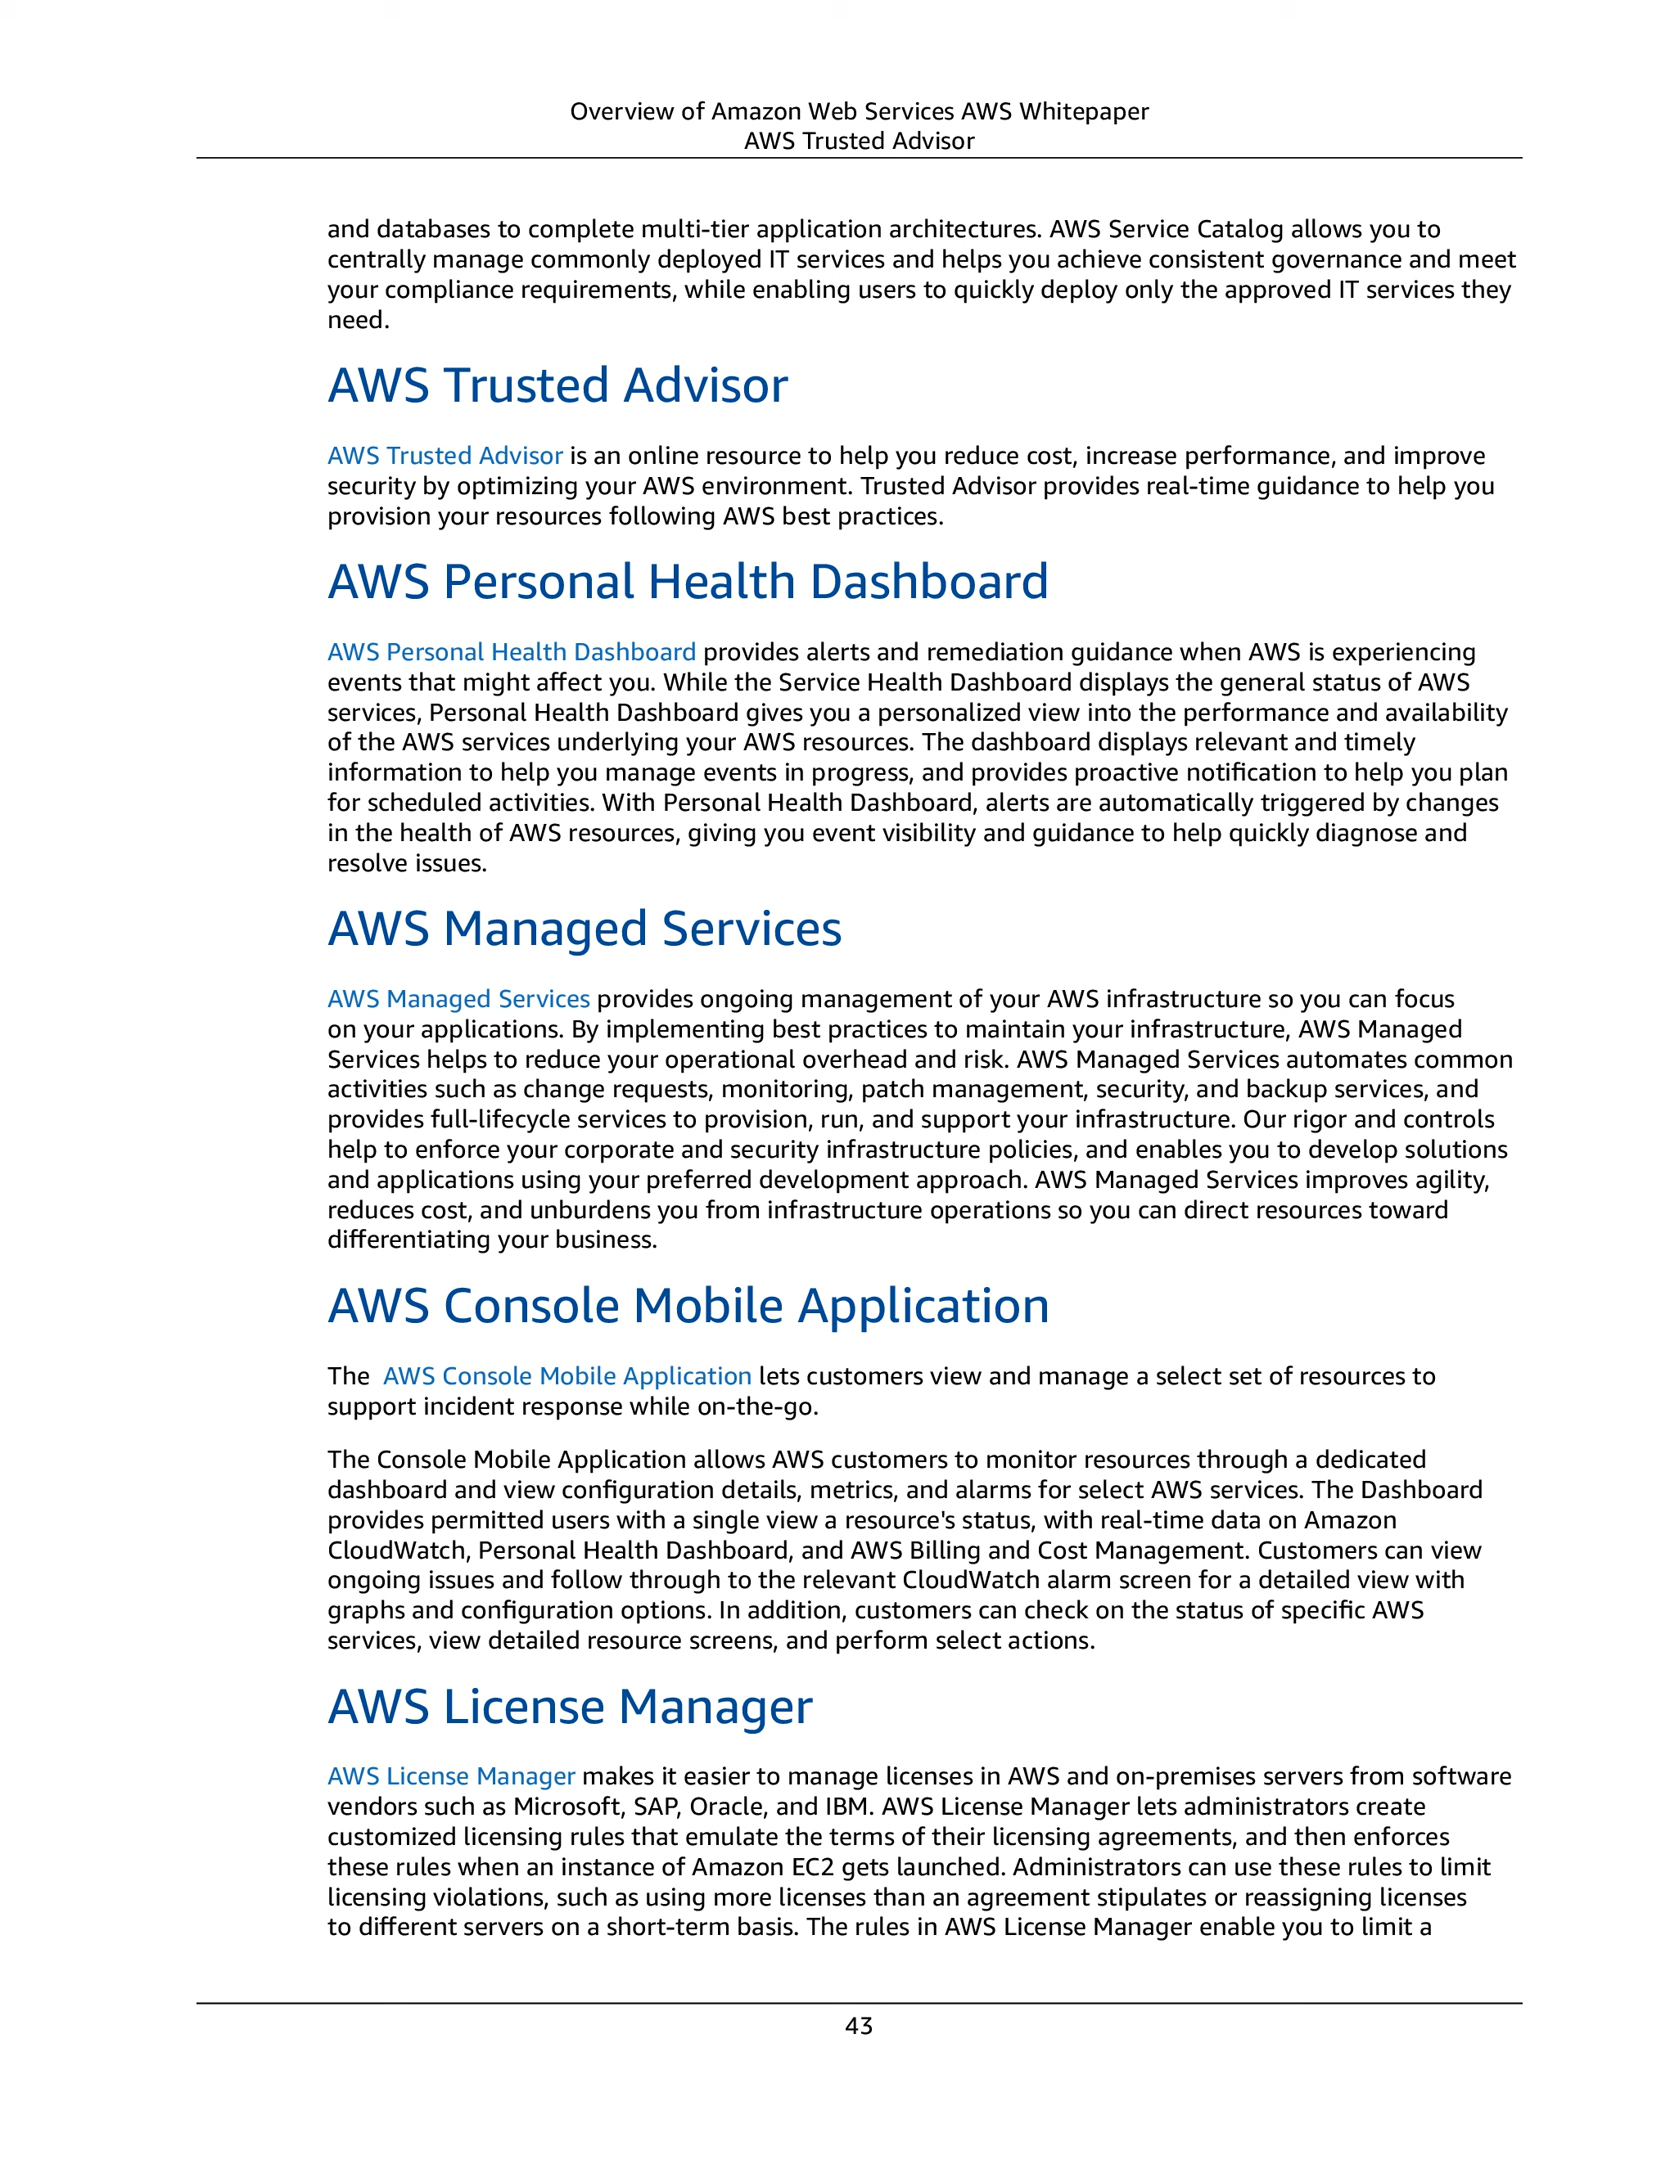 Overview of Amazon Web Services AWS Whitepaper
AWS Trusted Advisor
and databases to complete multi-tier application architectures. AWS Service Catalog allows you to
centrally manage commonly deployed IT services and helps you achieve consistent governance and meet
your compliance requirements, while enabling users to quickly deploy only the approved IT services they
need.
AWS Trusted Advisor
AWS Trusted Advisor is an online resource to help you reduce cost, increase performance, and improve
security by optimizing your AWS environment. Trusted Advisor provides real-time guidance to help you
provision your resources following AWS best practices.
AWS Personal Health Dashboard
AWS Personal Health Dashboard provides alerts and remediation guidance when AWS is experiencing
events that might affect you. While the Service Health Dashboard displays the general status of AWS
services, Personal Health Dashboard gives you a personalized view into the performance and availability
of the AWS services underlying your AWS resources. The dashboard displays relevant and timely
information to help you manage events in progress, and provides proactive notification to help you plan
for scheduled activities. With Personal Health Dashboard, alerts are automatically triggered by changes
in the health of AWS resources, giving you event visibility and guidance to help quickly diagnose and
resolve issues.
AWS Managed Services
AWS Managed Services provides ongoing management of your AWS infrastructure so you can focus
on your applications. By implementing best practices to maintain your infrastructure, AWS Managed
Services helps to reduce your operational overhead and risk. AWS Managed Services automates common
activities such as change requests, monitoring, patch management, security, and backup services, and
provides full-lifecycle services to provision, run, and support your infrastructure. Our rigor and controls
help to enforce your corporate and security infrastructure policies, and enables you to develop solutions
and applications using your preferred development approach. AWS Managed Services improves agility,
reduces cost, and unburdens you from infrastructure operations so you can direct resources toward
differentiating your business.
AWS Console Mobile Application
The AWS Console Mobile Application lets customers view and manage a select set of resources to
support incident response while on-the-go.
The Console Mobile Application allows AWS customers to monitor resources through a dedicated
dashboard and view configuration details, metrics, and alarms for select AWS services. The Dashboard
provides permitted users with a single view a resource's status, with real-time data on Amazon
CloudWatch, Personal Health Dashboard, and AWS Billing and Cost Management. Customers can view
ongoing issues and follow through to the relevant CloudWatch alarm screen for a detailed view with
graphs and configuration options. In addition, customers can check on the status of specific AWS
services, view detailed resource screens, and perform select actions.
AWS License Manager
AWS License Manager makes it easier to manage licenses in AWS and on-premises servers from software
vendors such as Microsoft, SAP, Oracle, and IBM. AWS License Manager lets administrators create
customized licensing rules that emulate the terms of their licensing agreements, and then enforces
these rules when an instance of Amazon EC2 gets launched. Administrators can use these rules to limit
licensing violations, such as using more licenses than an agreement stipulates or reassigning licenses
to different servers on a short-term basis. The rules in AWS License Manager enable you to limit a
43